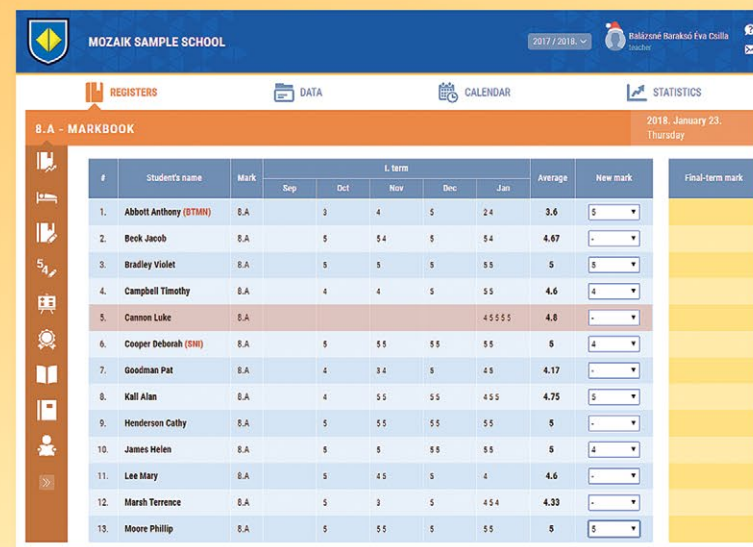 MOZAIK SAMPLE SCHOOL 2017 / 2018. Balázsné Baraksó Éva Csilla
teacher
REGISTERS DATA CALENDAR STATISTICS
8.A - MARKBOOK 2018. January 23.
Thursday
# Student's name Mark I. term Average New mark Final-term mark
Sep Oct Nov Dec Jan
1. Abbott Anthony (BTMN) 8.A 3 4 5 2 4 3.6 5
2. Beck Jacob 8.A 5 5 4 5 5 4 4.67 -
3. Bradley Violet 8.A 5 5 5 5 5 5 5
4. Campbell Timothy 8.A 4 4 5 5 5 4.6 4
5. Cannon Luke 8.A 4 5 5 5 5 4.8 -
6. Cooper Deborah (SNI) 8.A 5 5 5 5 5 5 5 5 4
7. Goodman Pat 8.A 4 3 4 5 4 5 4.17 -
8. Kall Alan 8.A 4 5 5 5 5 4 5 5 4.75 5
9. Henderson Cathy 8.A 5 5 5 5 5 5 5 5 -
10. James Helen 8.A 5 5 5 5 5 5 5 4
11. Lee Mary 8.A 5 4 5 5 4 4.6 -
12. Marsh Terrence 8.A 5 3 5 4 5 4 4.33 -
13. Moore Phillip 8.A 5 5 5 5 5 5 5 5